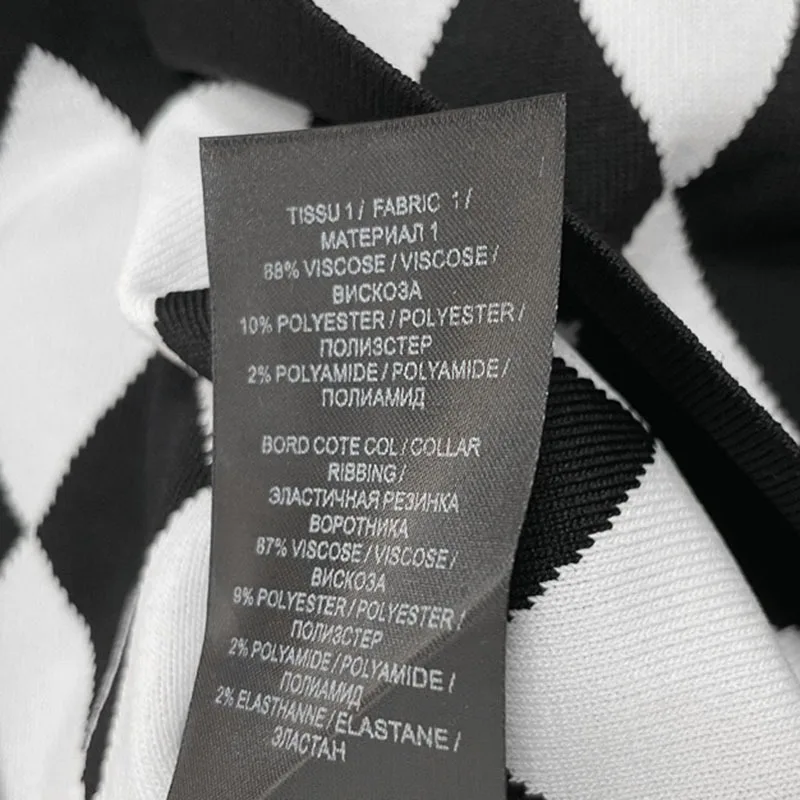 TISSU 1 / FABRIC 1 /
МАТЕРИАЛ 1
88% VISCOSE / VISCOSE /
ВИСКОЗА
10% POLYESTER / POLYESTER /
ПОЛИЭСТЕР
2% POLYAMIDE / POLYAMIDE /
ПОЛИАМИД
BORD COTE COL / COLLAR
RIBBING /
ЭЛАСТИЧНАЯ РЕЗИНКА
ВОРОТНИКА
87% VISCOSE / VISCOSE /
ВИСКОЗА
9% POLYESTER / POLYESTER /
ПОЛИЭСТЕР
2% POLYAMIDE / POLYAMIDE /
ПОЛИАМИД
2% ELASTHANNE / ELASTANE /
ЭЛАСТАН